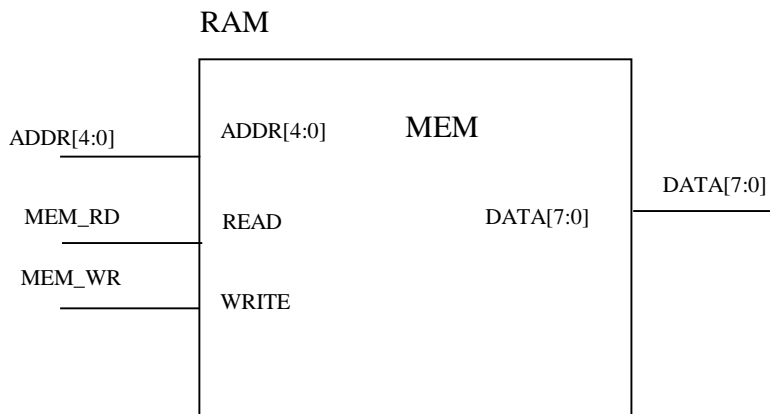 RAM
ADDR[4:0]
ADDR[4:0]
MEM
DATA[7:0]
MEM_RD
READ
DATA[7:0]
MEM_WR
WRITE